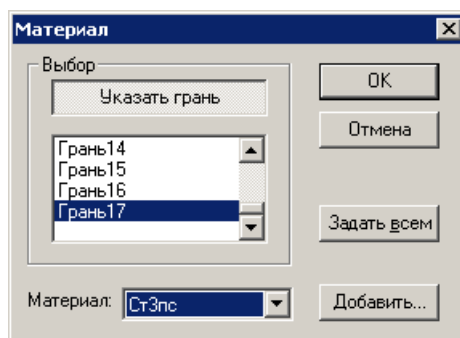 Материал
Выбор
Указать грань
Грань14
Грань15
Грань16
Грань17
OK
Отмена
Задать всем
Материал: Ст3пс
Добавить...